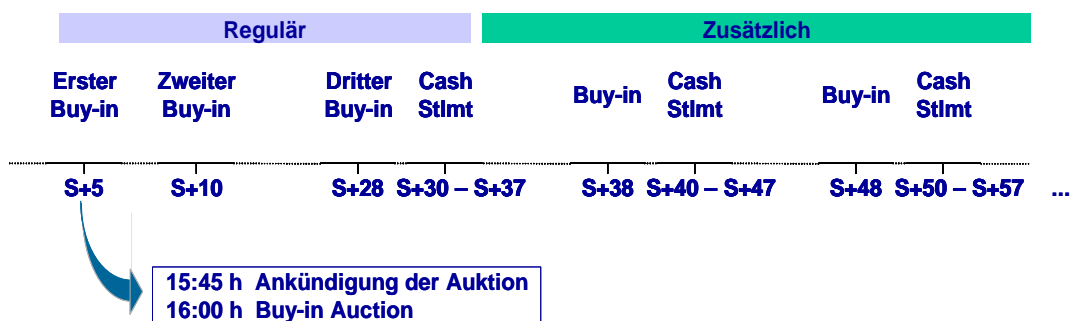 Regulär Zusätzlich
Erster Zweiter Dritter Cash Cash Cash
Buy-in Buy-in Buy-in Stlmt Buy-in Stlmt Buy-in Stlmt
S+5 S+10 S+28 S+30 – S+37 S+38 S+40 – S+47 S+48 S+50 – S+57 ...
15:45 h Ankündigung der Auktion
16:00 h Buy-in Auction